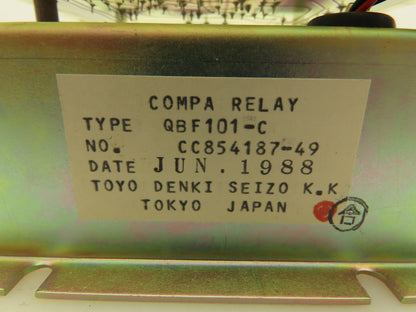 COMPA RELAY
TYPE QBF101-C
NO. CC854187-49
DATE JUN. 1988
TOYO DENKI SEIZO K.K
TOKYO JAPAN
合